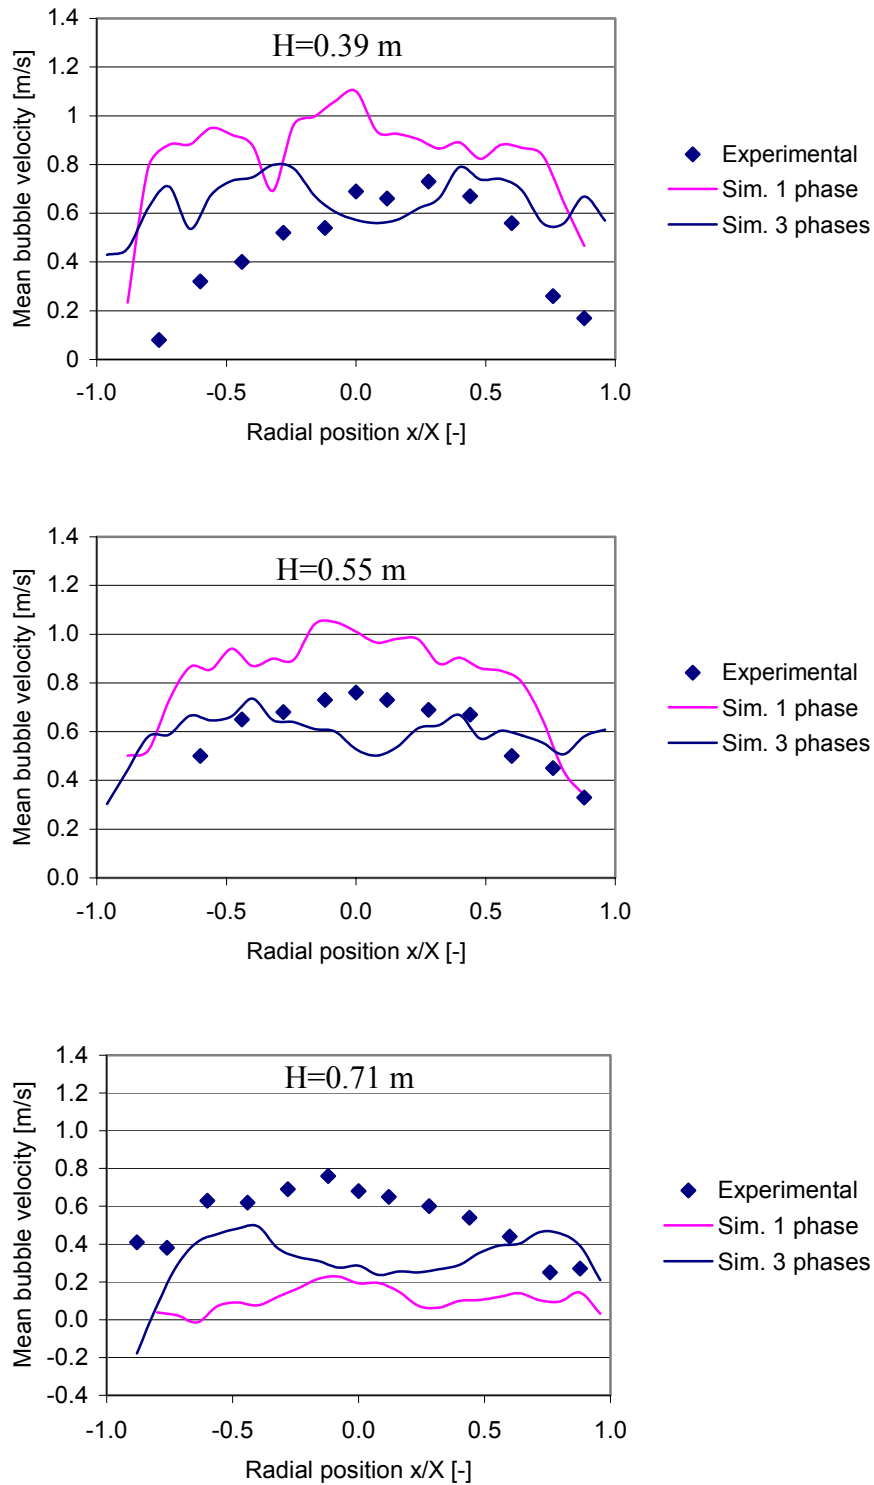 H=0.39 m
Mean bubble velocity [m/s]
1.4
1.2
1
0.8
0.6
0.4
0.2
0
-1.0 -0.5 0.0 0.5 1.0
Radial position x/X [-]
Experimental
Sim. 1 phase
Sim. 3 phases
H=0.55 m
Mean bubble velocity [m/s]
1.4
1.2
1.0
0.8
0.6
0.4
0.2
0.0
-1.0 -0.5 0.0 0.5 1.0
Radial position x/X [-]
Experimental
Sim. 1 phase
Sim. 3 phases
H=0.71 m
Mean bubble velocity [m/s]
1.4
1.2
1.0
0.8
0.6
0.4
0.2
0.0
-0.2
-0.4
-1.0 -0.5 0.0 0.5 1.0
Radial position x/X [-]
Experimental
Sim. 1 phase
Sim. 3 phases